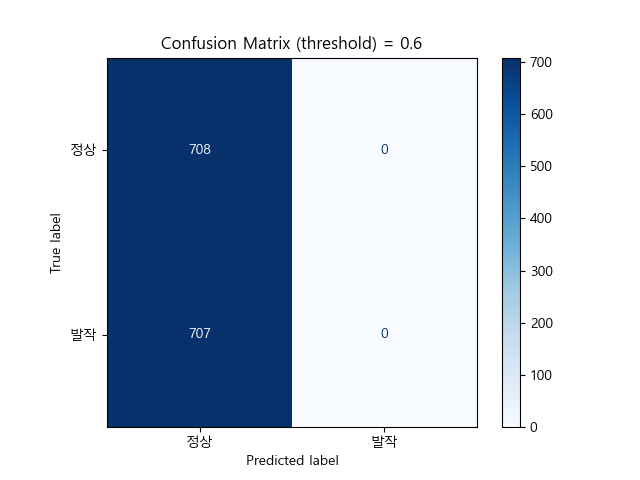 Confusion Matrix (threshold) = 0.6
True label
정상
708
0
발작
707
0
정상
발작
Predicted label
700
600
500
400
300
200
100
0